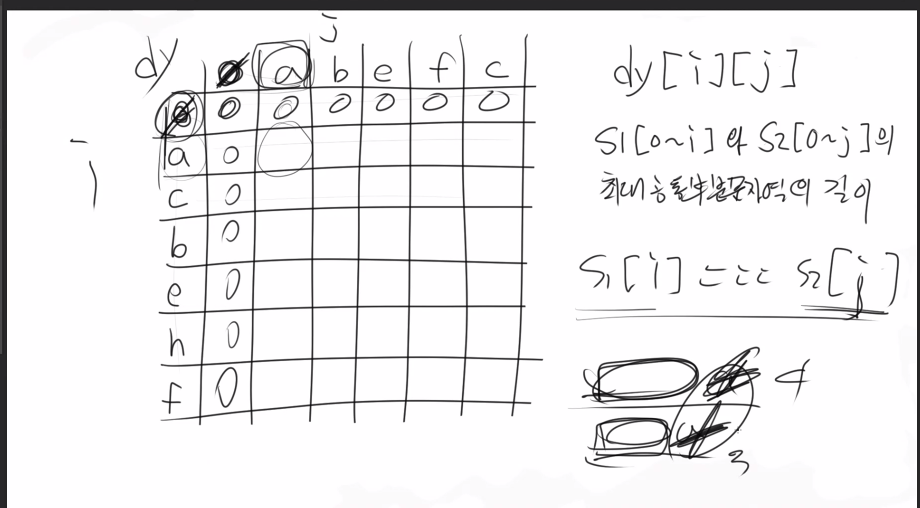 j
dy ∅ a b e f c
∅ 0 0 0 0 0 0
i
a 0
c 0
b 0
e 0
h 0
f 0
dy[i][j]
S1[0~i]와 S2[0~j]의
최대 공통부분문자열의 길이
S1[i] === S2[j]
4
3